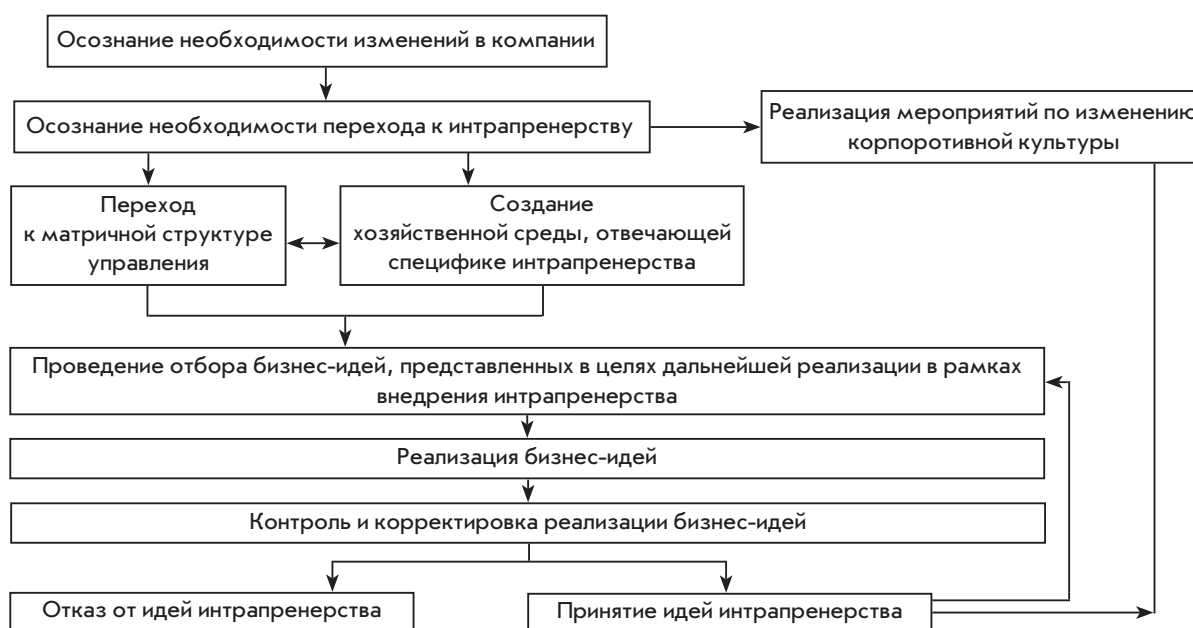 Осознание необходимости изменений в компании
Осознание необходимости перехода к интрапренерству
Реализация мероприятий по изменению
корпоротивной культуры
Переход
к матричной структуре
управления
Создание
хозяйственной среды, отвечающей
специфике интрапренерства
Проведение отбора бизнес-идей, представленных в целях дальнейшей реализации в рамках
внедрения интрапренерства
Реализация бизнес-идей
Контроль и корректировка реализации бизнес-идей
Отказ от идей интрапренерства
Принятие идей интрапренерства